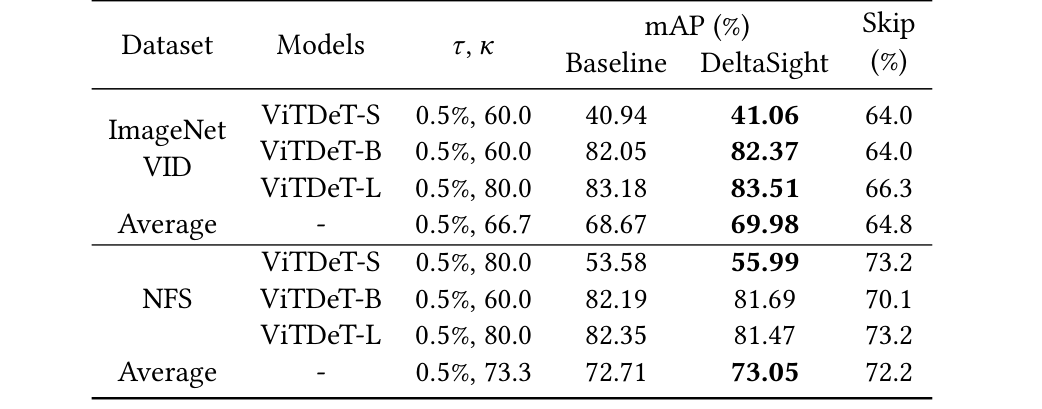 Dataset Models τ, κ mAP (%) Skip (%)
Baseline DeltaSight
ImageNet VID ViTDeT-S 0.5%, 60.0 40.94 41.06 64.0
ViTDeT-B 0.5%, 60.0 82.05 82.37 64.0
ViTDeT-L 0.5%, 80.0 83.18 83.51 66.3
Average - 0.5%, 66.7 68.67 69.98 64.8
ViTDeT-S 0.5%, 80.0 53.58 55.99 73.2
NFS ViTDeT-B 0.5%, 60.0 82.19 81.69 70.1
ViTDeT-L 0.5%, 80.0 82.35 81.47 73.2
Average - 0.5%, 73.3 72.71 73.05 72.2